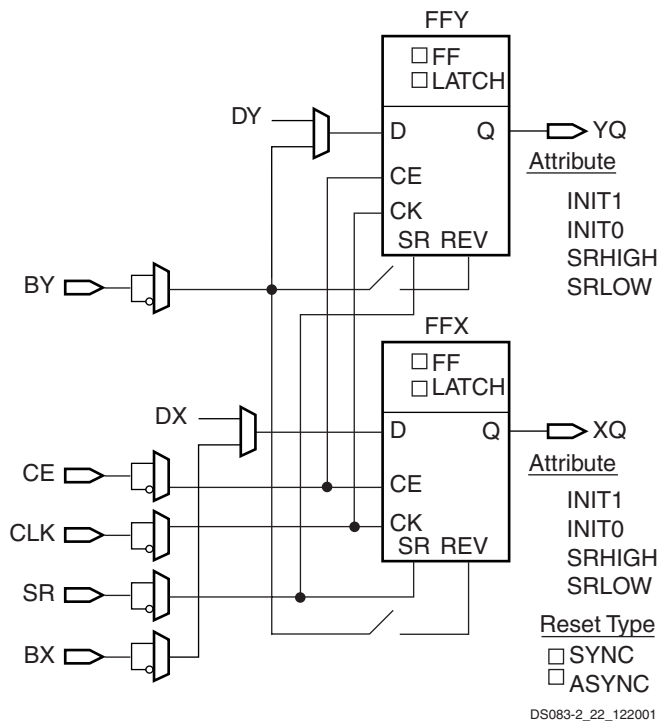 FFY
FF
LATCH
DY
D
Q
YQ
Attribute
CE
INIT1
CK
INIT0
SR REV
SRHIGH
BY
SRLOW
FFX
FF
LATCH
DX
D
Q
XQ
CE
Attribute
CE
INIT1
CLK
CK
INIT0
SR REV
SRHIGH
SR
SRLOW
Reset Type
BX
SYNC
ASYNC
DS083-2_22_122001